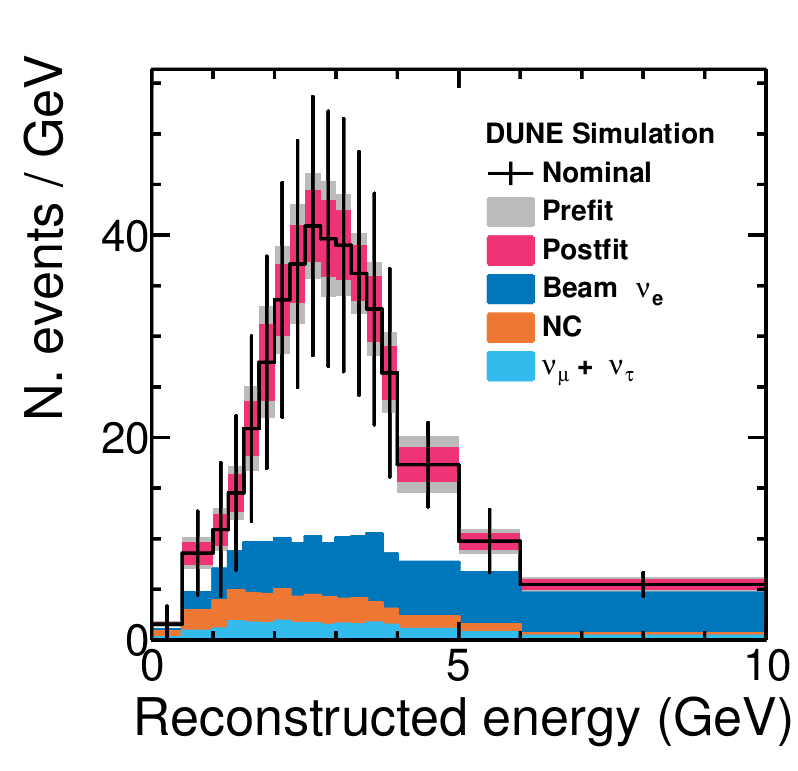 N. events / GeV
DUNE Simulation
Nominal
Prefit
Postfit
Beam νe
NC
νμ + ντ
40
20
0
0 5 10
Reconstructed energy (GeV)